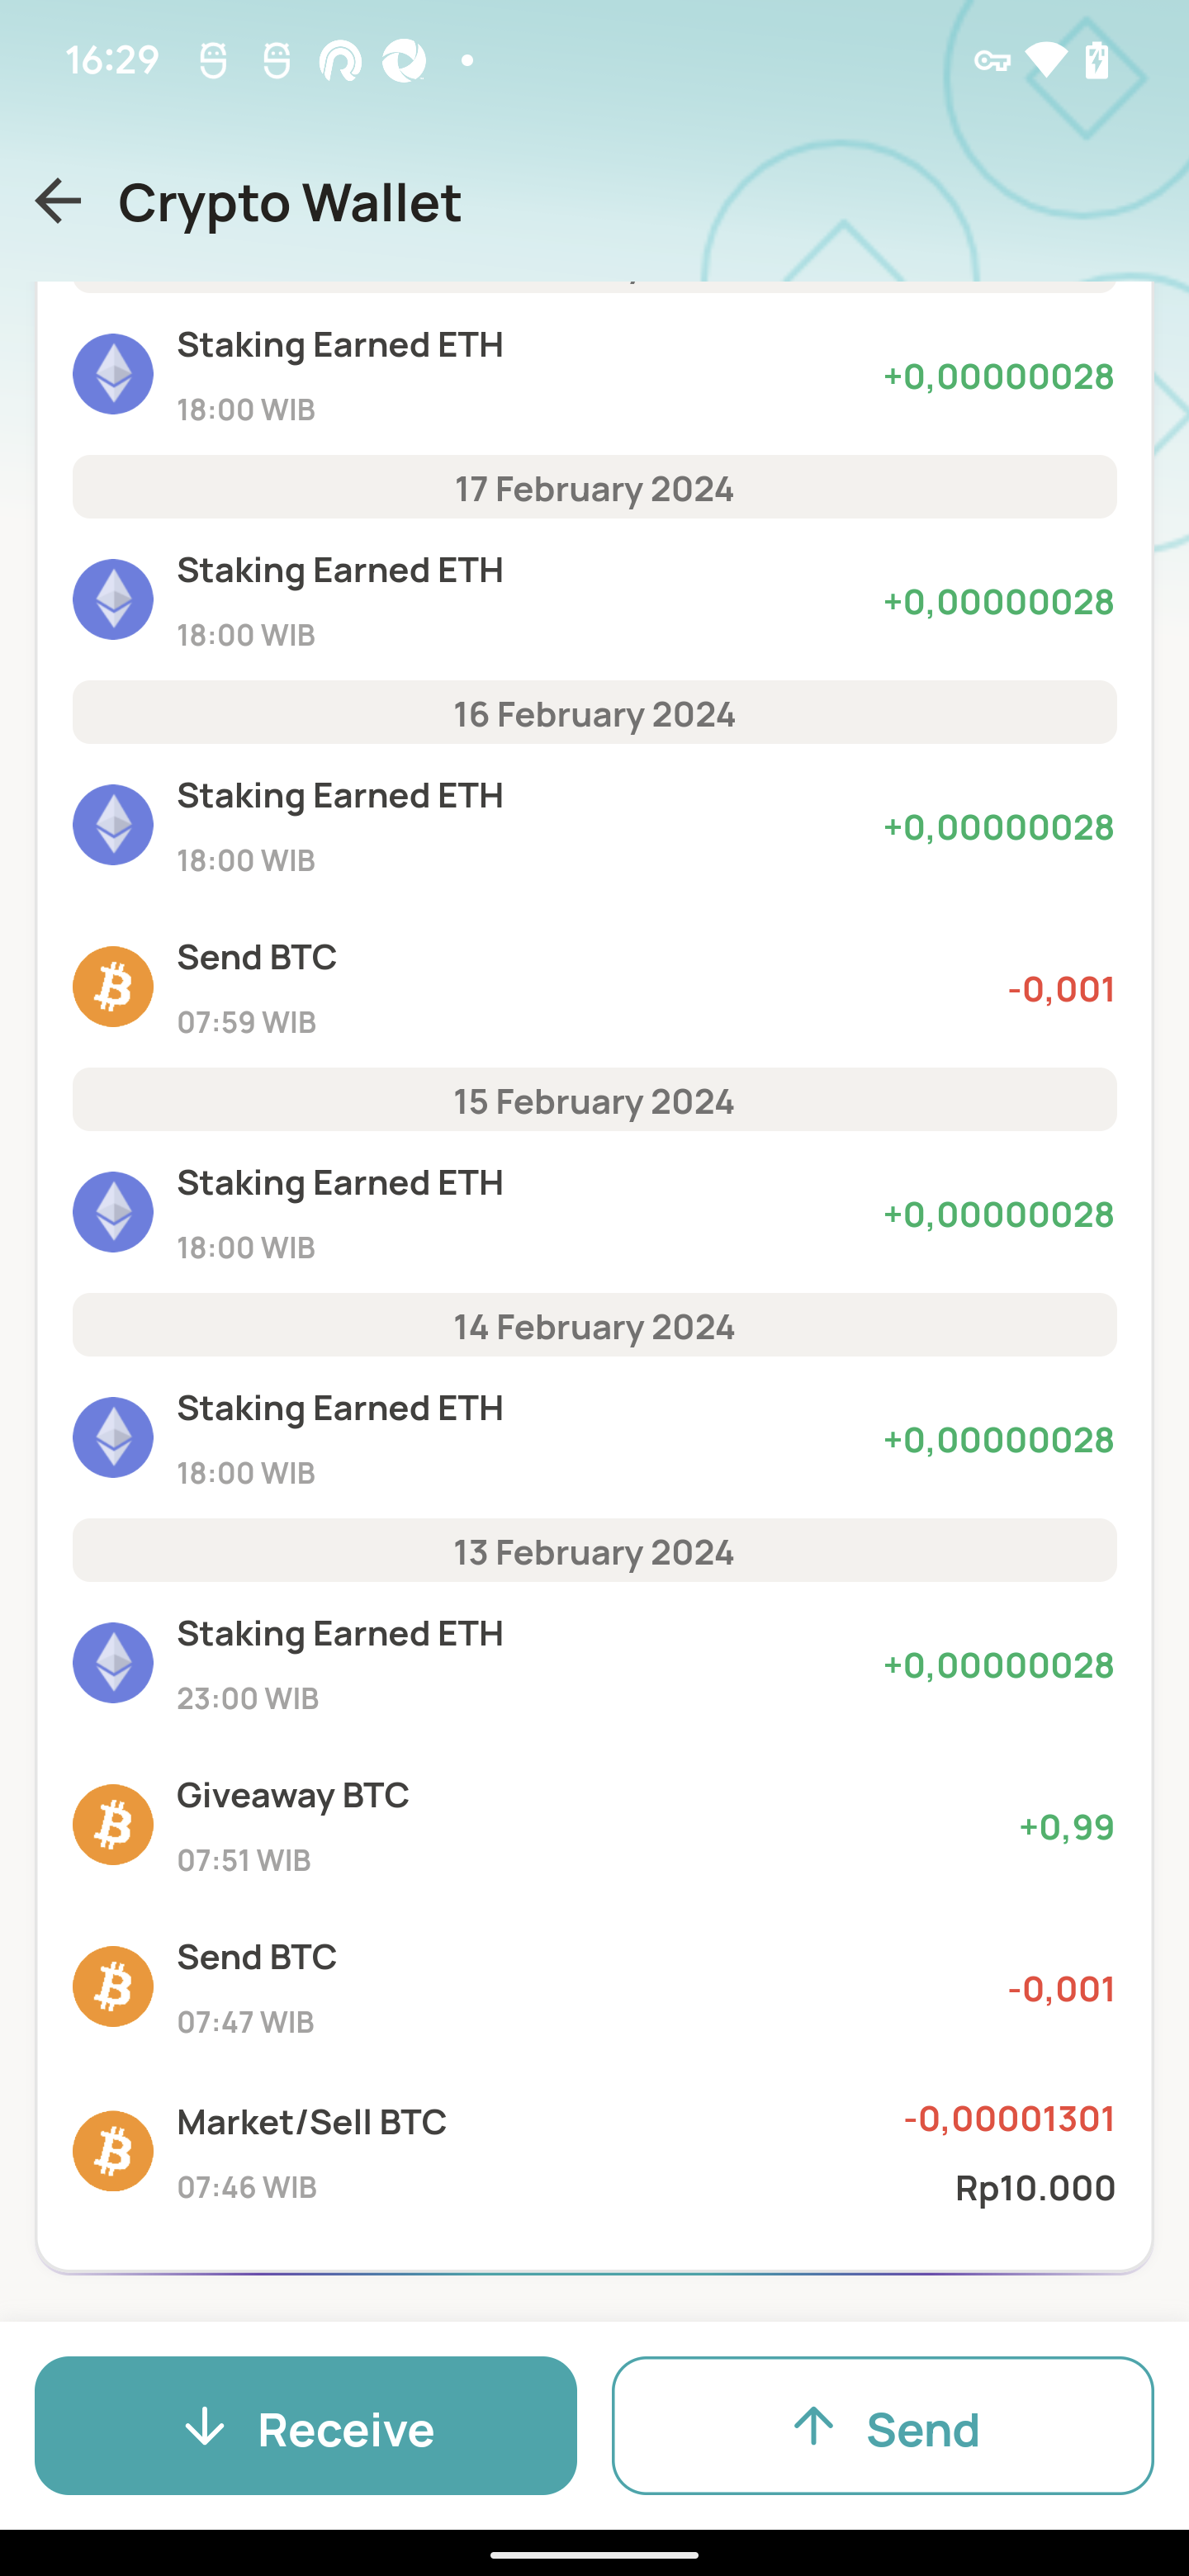 16:29
Crypto Wallet
Staking Earned ETH
+0,00000028
18:00 WIB
17 February 2024
Staking Earned ETH
+0,00000028
18:00 WIB
16 February 2024
Staking Earned ETH
+0,00000028
18:00 WIB
Send BTC
-0,001
07:59 WIB
15 February 2024
Staking Earned ETH
+0,00000028
18:00 WIB
14 February 2024
Staking Earned ETH
+0,00000028
18:00 WIB
13 February 2024
Staking Earned ETH
+0,00000028
23:00 WIB
Giveaway BTC
+0,99
07:51 WIB
Send BTC
-0,001
07:47 WIB
Market/Sell BTC
-0,00001301
07:46 WIB
Rp10.000
Receive
Send